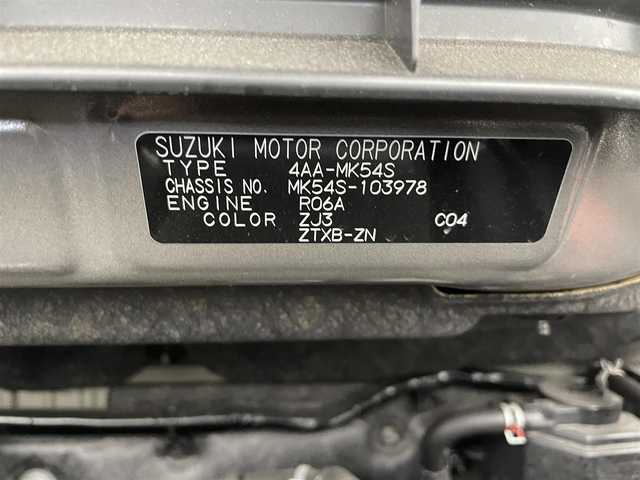 SUZUKI MOTOR CORPORATION
TYPE 4AA-MK54S
CHASSIS NO. MK54S-103978
ENGINE R06A
COLOR ZJ3 C04
ZTXB-ZN